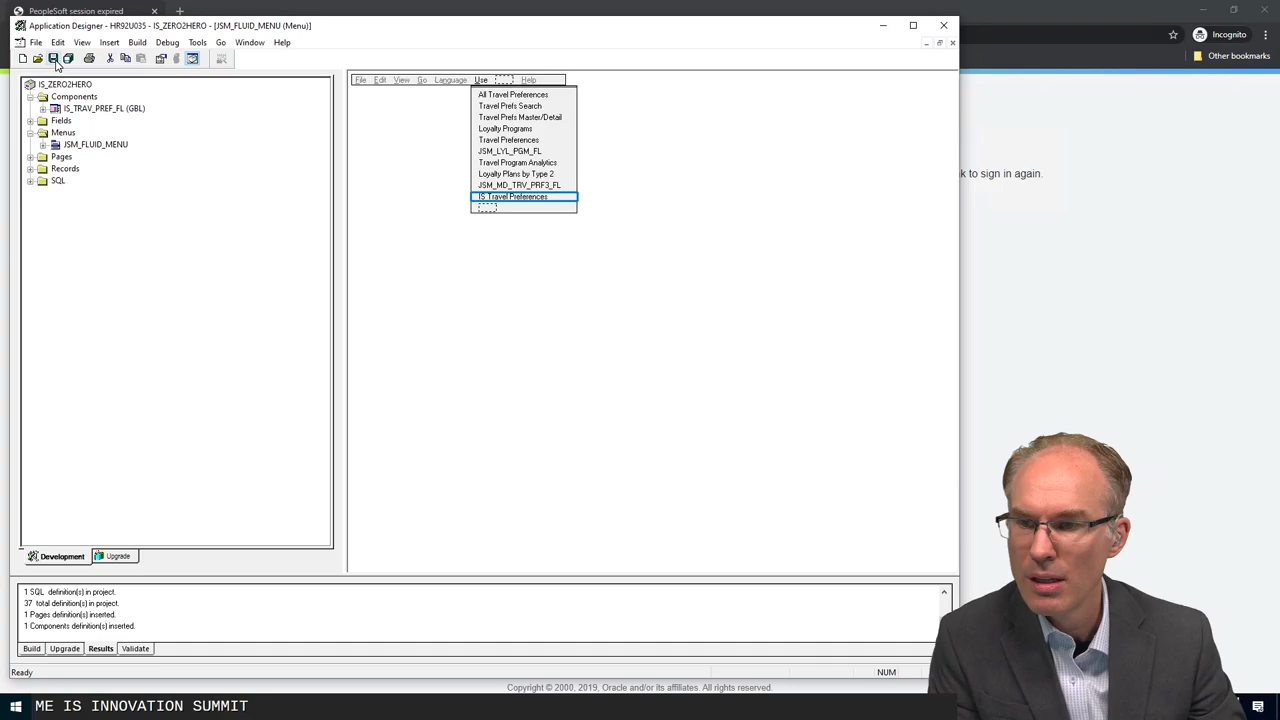 PeopleSoft session expired
Application Designer - HR92U035 - IS_ZERO2HERO - [JSM_FLUID_MENU (Menu)]
File Edit View Insert Build Debug Tools Go Window Help
Incognito
Other bookmarks
IS_ZERO2HERO
Components
IS_TRAV_PREF_FL (GBL)
Fields
Menus
JSM_FLUID_MENU
Pages
Records
SQL
File Edit View Go Language Use Help
All Travel Preferences
Travel Prefs Search
Travel Prefs Master/Detail
Loyalty Programs
Travel Preferences
JSM_LYL_PGM_FL
Travel Program Analytics
Loyalty Plans by Type 2
JSM_MD_TRV_PRF3_FL
IS Travel Preferences
k to sign in again.
Development Upgrade
1 SQL definition(s) in project.
37 total definition(s) in project.
1 Pages definition(s) inserted.
1 Components definition(s) inserted.
Build Upgrade Results Validate
Ready
NUM
Copyright © 2000, 2019, Oracle and/or its affiliates. All rights reserved.
ME IS INNOVATION SUMMIT